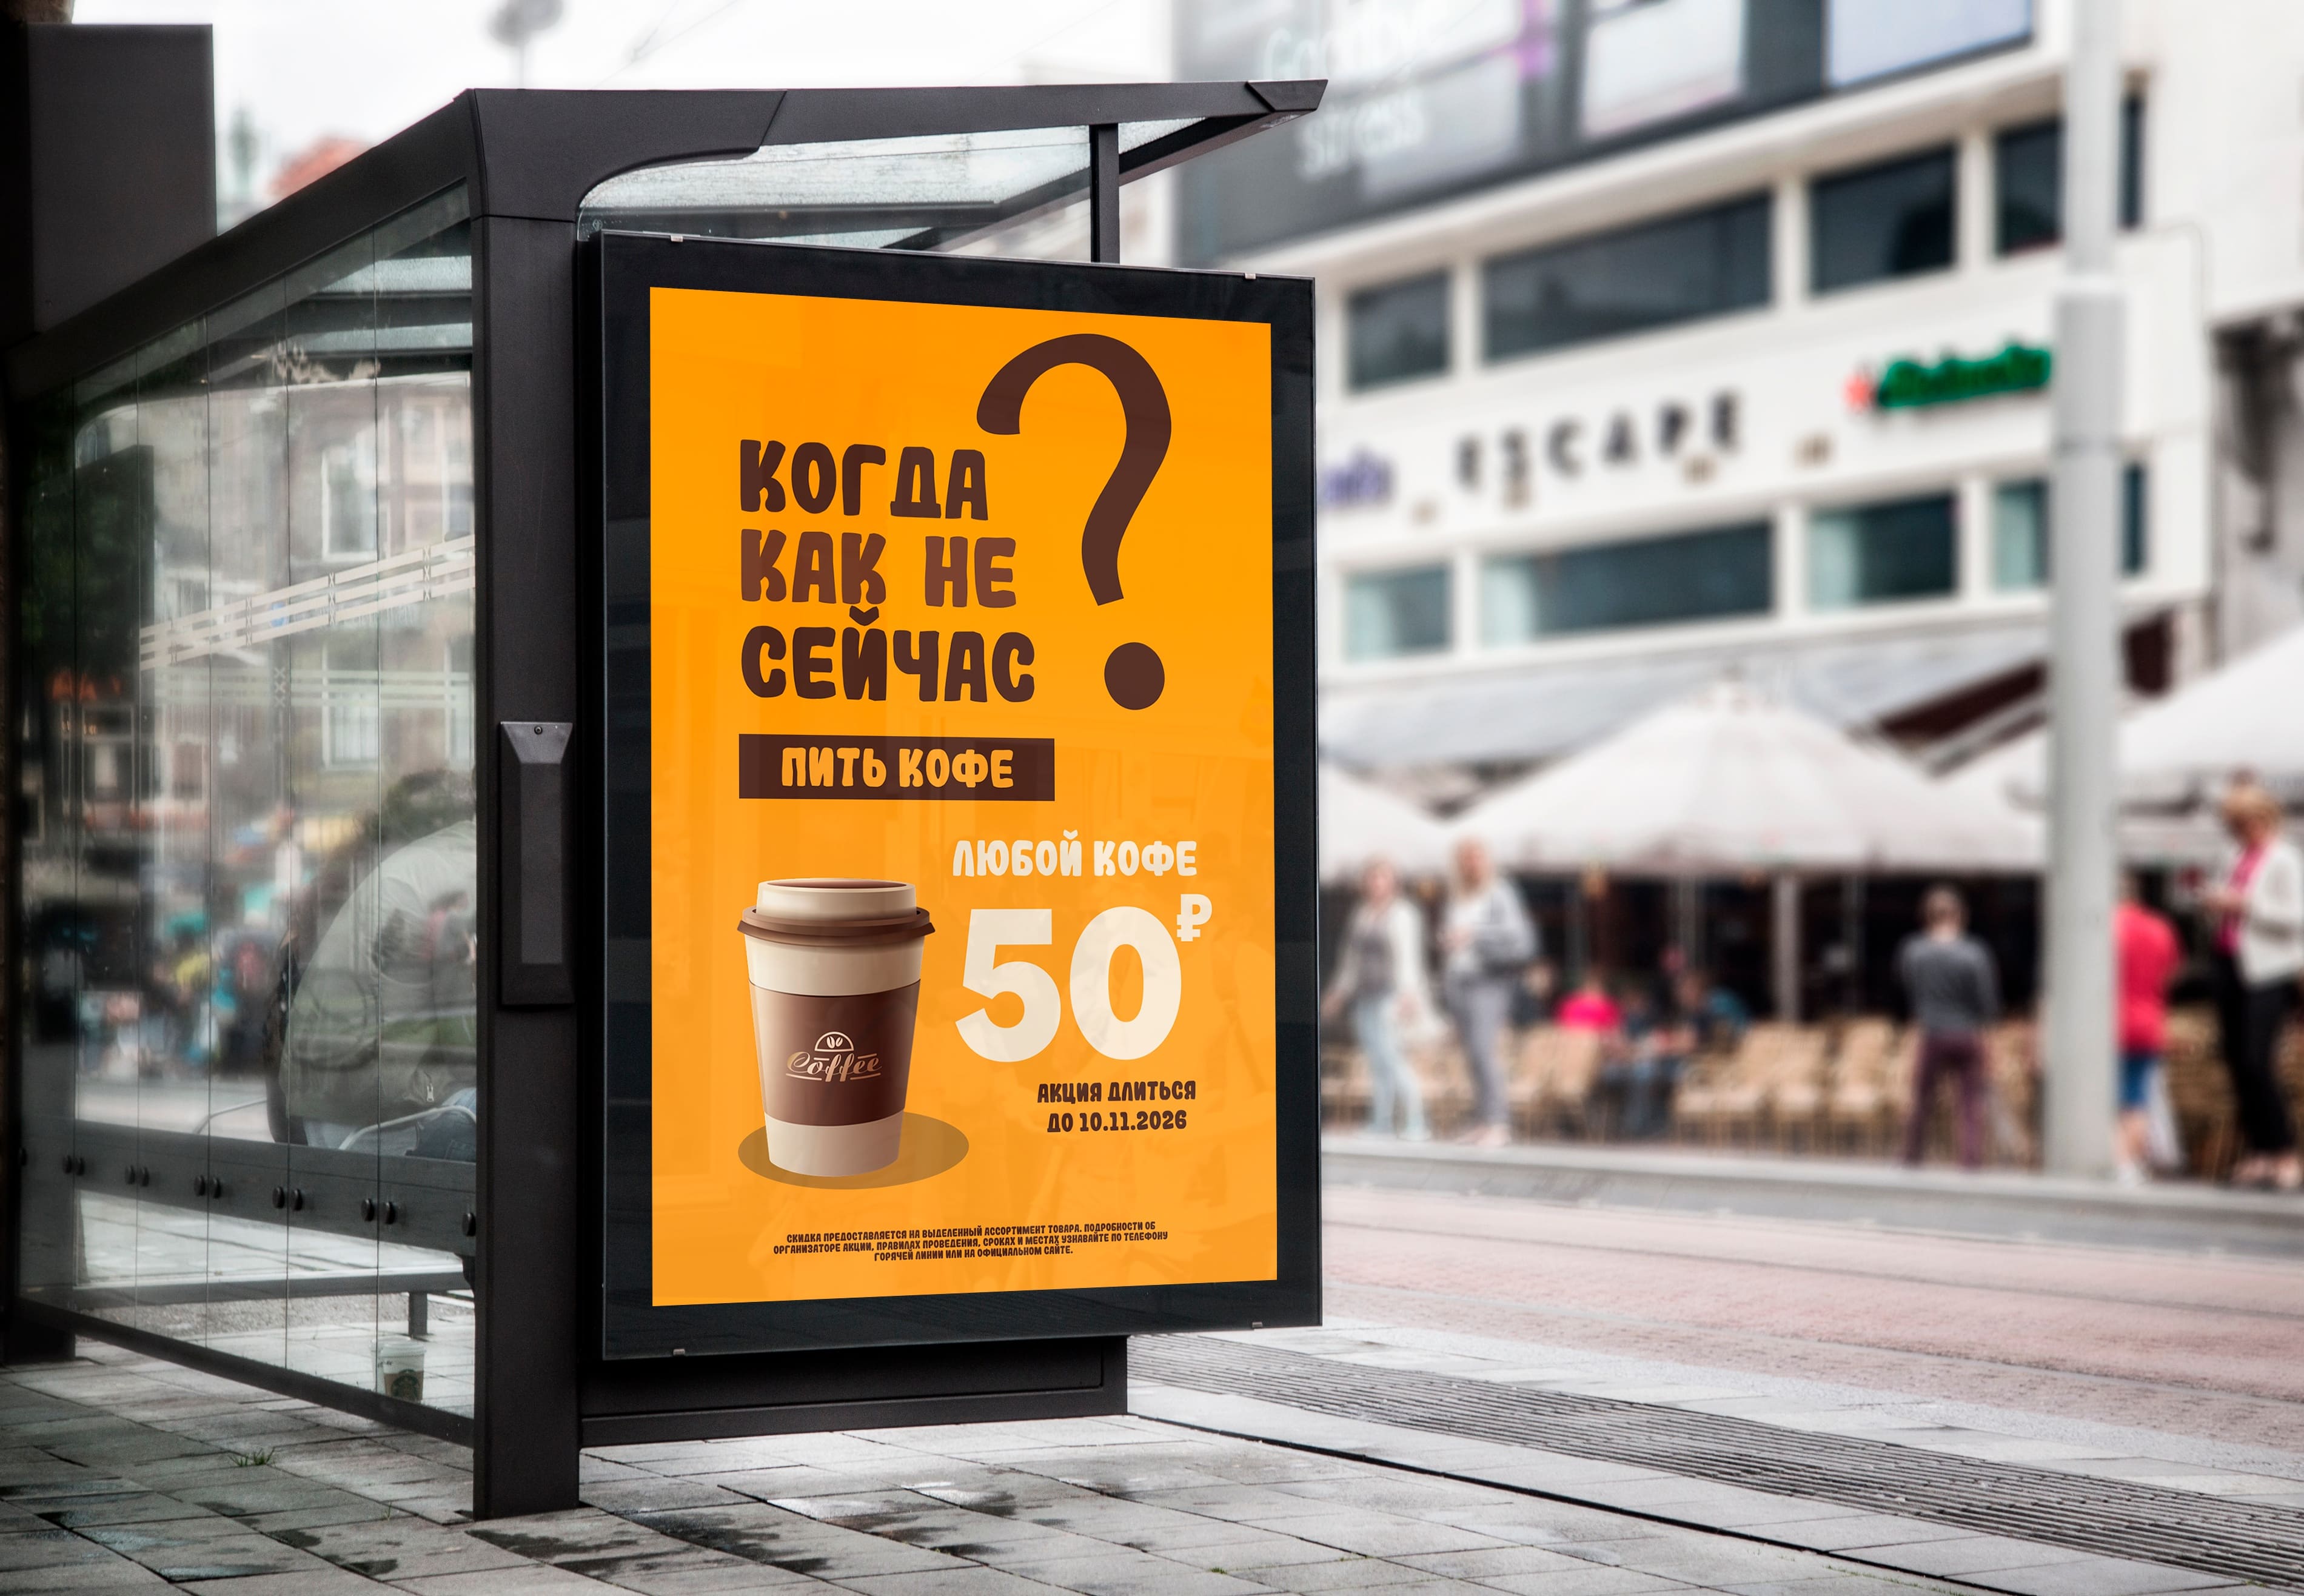 Goodbye
stress
ESCAPE
КОГДА
КАК НЕ
СЕЙЧАС
?
ПИТЬ КОФЕ
ЛЮБОЙ КОФЕ
50₽
Coffee
АКЦИЯ ДЛИТЬСЯ
ДО 10.11.2026
СКИДКА ПРЕДОСТАВЛЯЕТСЯ НА ВЫДЕЛЕННЫЙ АССОРТИМЕНТ ТОВАРА. ПОДРОБНОСТИ ОБ
ОРГАНИЗАТОРЕ АКЦИИ, ПРАВИЛАХ ПРОВЕДЕНИЯ, СРОКАХ И МЕСТАХ УЗНАВАЙТЕ ПО ТЕЛЕФОНУ
ГОРЯЧЕЙ ЛИНИИ ИЛИ НА ОФИЦИАЛЬНОМ САЙТЕ.